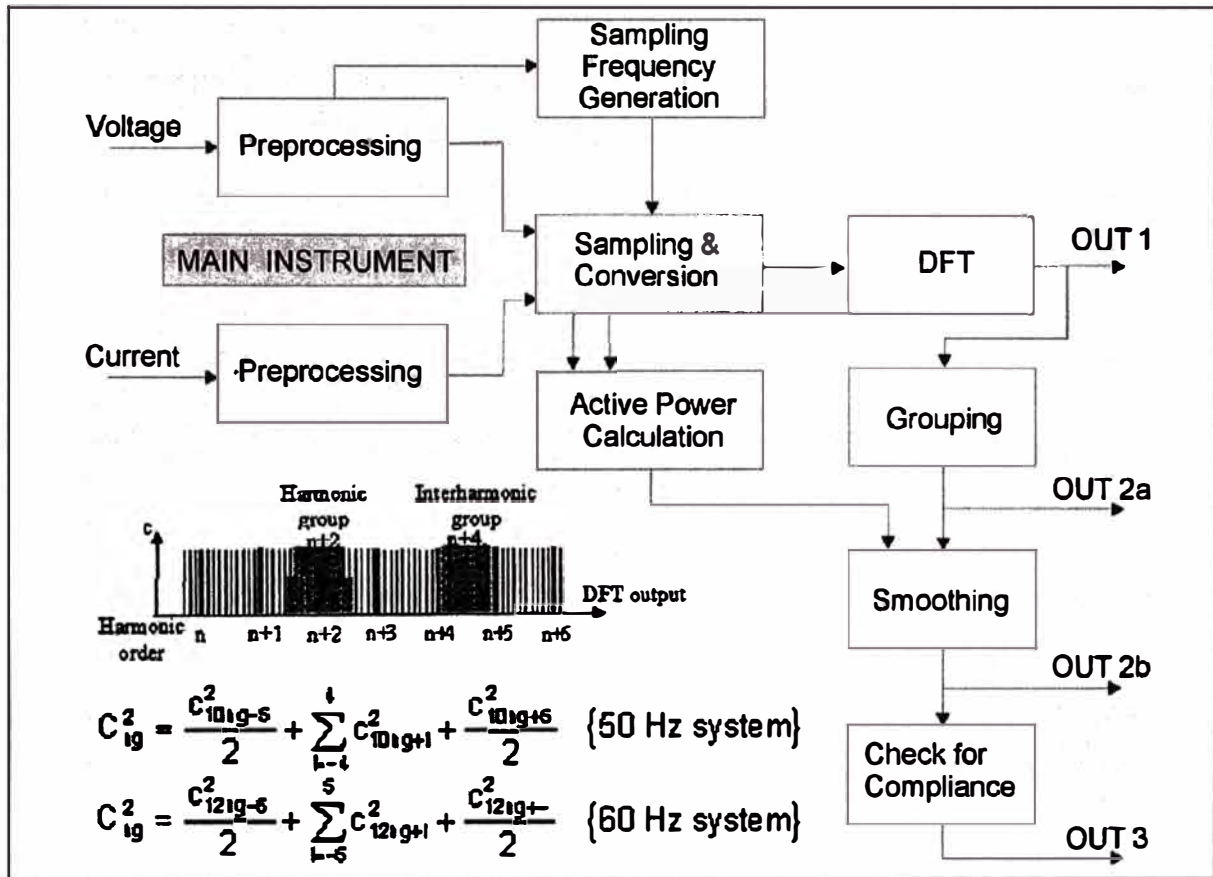 Sampling
Frequency
Generation
Voltage
Preprocessing
MAIN INSTRUMENT
Sampling &
Conversion
DFT
OUT 1
Current
Preprocessing
Active Power
Calculation
Grouping
OUT 2a
Harmonic
group
n+2
Interharmonic
group
n+4
c
DFT output
Harmonic
order
n n+1 n+2 n+3 n+4 n+5 n+6
Smoothing
OUT 2b
Check for
Compliance
OUT 3
{50 Hz system}
{60 Hz system}